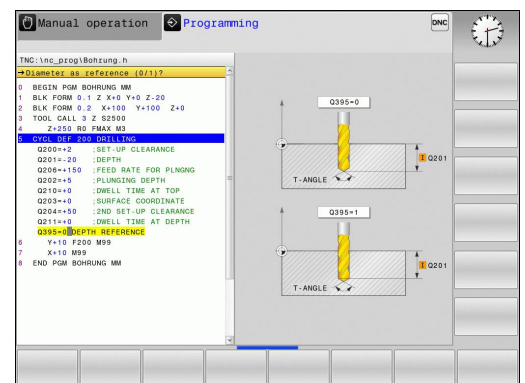 Manual operation
Programming
DNC
TNC:\nc_prog\Bohrung.h
→Diameter as reference (0/1)?
0 BEGIN PGM BOHRUNG MM
1 BLK FORM 0.1 Z X+0 Y+0 Z-20
2 BLK FORM 0.2 X+100 Y+100 Z+0
3 TOOL CALL 3 Z S2500
4 Z+250 R0 FMAX M3
5 CYCL DEF 200 DRILLING
Q200=+2 ;SET-UP CLEARANCE
Q201=-20 ;DEPTH
Q206=+150 ;FEED RATE FOR PLNGNG
Q202=+5 ;PLUNGING DEPTH
Q210=+0 ;DWELL TIME AT TOP
Q203=+0 ;SURFACE COORDINATE
Q204=+50 ;2ND SET-UP CLEARANCE
Q211=+0 ;DWELL TIME AT DEPTH
Q395=0 DEPTH REFERENCE
6 Y+10 F200 M99
7 X+10 M99
8 END PGM BOHRUNG MM
Q395=0
I Q201
T-ANGLE
Q395=1
I Q201
T-ANGLE